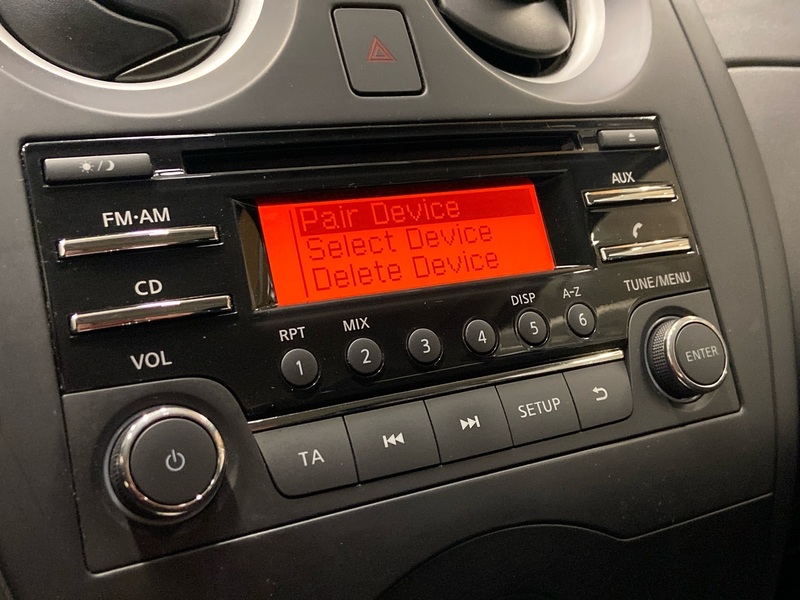 FM·AM
CD
VOL
Pair Device
Select Device
Delete Device
AUX
TUNE/MENU
ENTER
RPT
MIX
DISP
A-Z
1
2
3
4
5
6
TA
SETUP